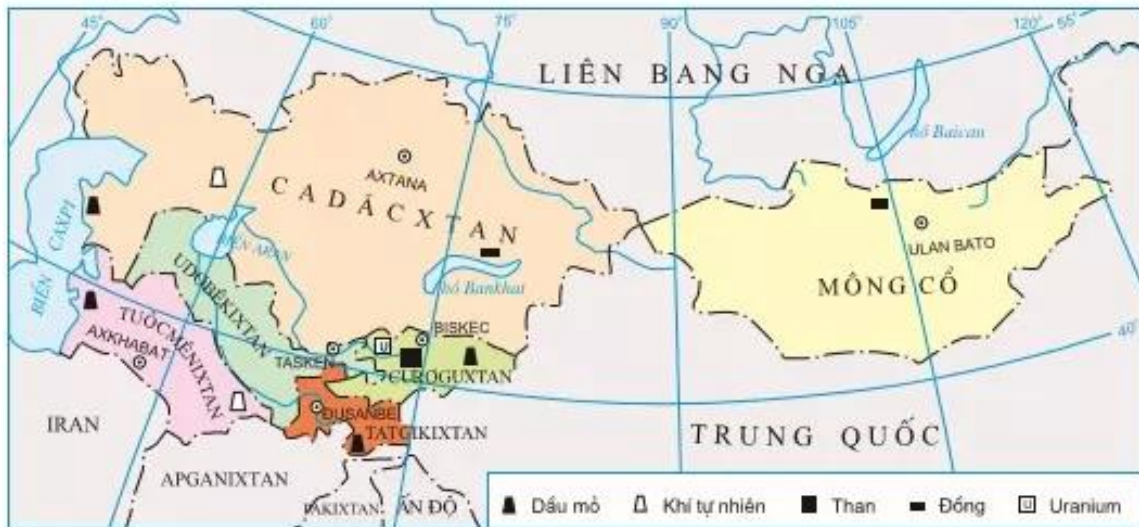 45°
60°
75°
90°
105°
120°
55°
LIÊN BANG NGA
hồ Baican
AXTANA
CADĂCXTAN
BIỂN CAXPI
BIỂN ARAN
ULAN BATO
UDƠBÊKIXTAN
hồ Bankhat
MÔNG CỔ
TUỐCMÊNIXTAN
BISKEC
U
40°
AXKHABAT
TASKEN
CURƠGUXTAN
DUSANBE
IRAN
TATGIKIXTAN
TRUNG QUỐC
APGANIXTAN
PAKIXTAN
ẤN ĐỘ
Dầu mỏ
Khí tự nhiên
Than
Đồng
U
Uranium